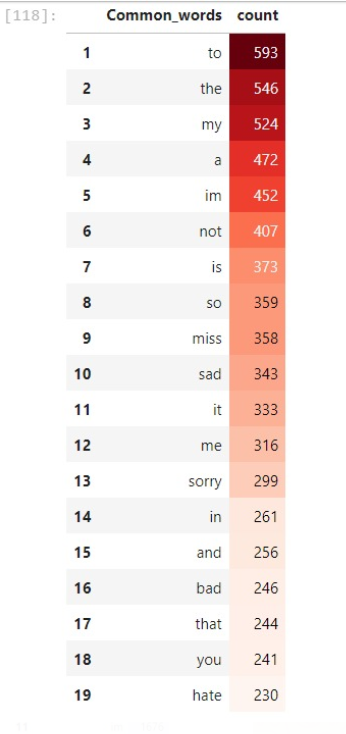 [118]: Common_words count
1 to 593
2 the 546
3 my 524
4 a 472
5 im 452
6 not 407
7 is 373
8 so 359
9 miss 358
10 sad 343
11 it 333
12 me 316
13 sorry 299
14 in 261
15 and 256
16 bad 246
17 that 244
18 you 241
19 hate 230